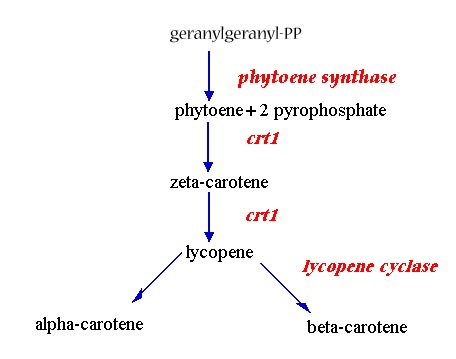 geranylgeranyl-PP
phytoene synthase
phytoene + 2 pyrophosphate
crt1
zeta-carotene
crt1
lycopene
lycopene cyclase
alpha-carotene
beta-carotene